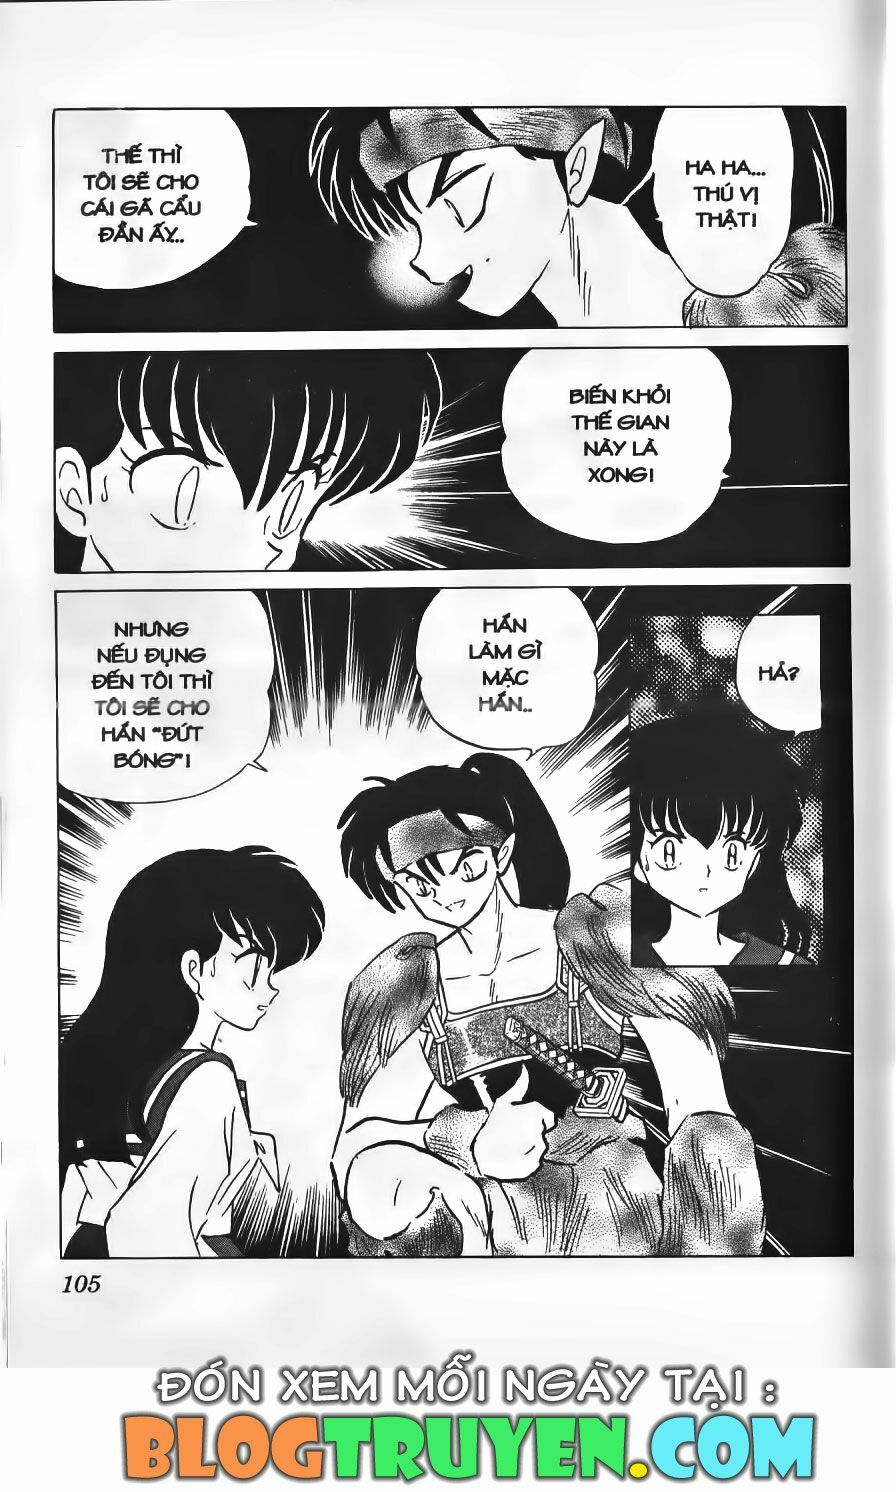 HA HA...
THÚ VỊ
THẬT!
THẾ THÌ
TÔI SẼ CHO
CÁI GÃ CẨU
ĐẦN ẤY..
BIẾN KHỎI
THẾ GIAN
NÀY LÀ
XONG!
HẢ?
HẮN
LÀM GÌ
MẶC
HẮN..
NHƯNG
NẾU ĐỤNG
ĐẾN TÔI THÌ
TÔI SẼ CHO
HẮN "ĐỨT
BÓNG"!
105
ĐÓN XEM MỖI NGÀY TẠI :
BLOGTRUYEN.COM